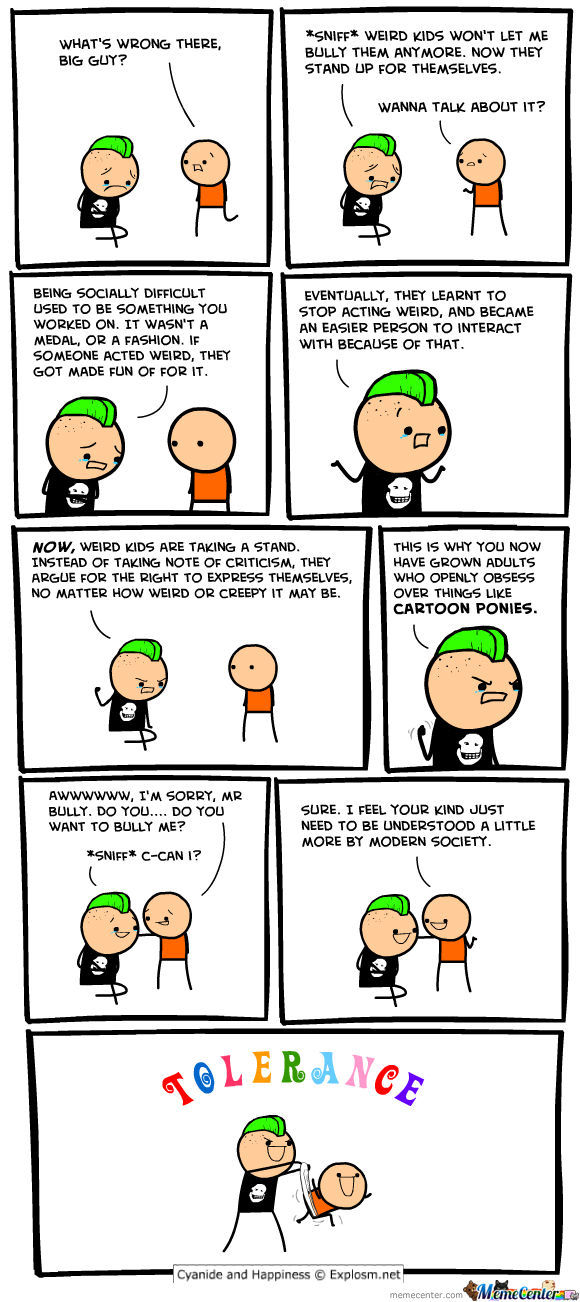 WHAT'S WRONG THERE,
BIG GUY?
*SNIFF* WEIRD KIDS WON'T LET ME
BULLY THEM ANYMORE. NOW THEY
STAND UP FOR THEMSELVES.
WANNA TALK ABOUT IT?
BEING SOCIALLY DIFFICULT
USED TO BE SOMETHING YOU
WORKED ON. IT WASN'T A
MEDAL, OR A FASHION. IF
SOMEONE ACTED WEIRD, THEY
GOT MADE FUN OF FOR IT.
EVENTUALLY, THEY LEARNT TO
STOP ACTING WEIRD, AND BECAME
AN EASIER PERSON TO INTERACT
WITH BECAUSE OF THAT.
NOW, WEIRD KIDS ARE TAKING A STAND.
INSTEAD OF TAKING NOTE OF CRITICISM, THEY
ARGUE FOR THE RIGHT TO EXPRESS THEMSELVES,
NO MATTER HOW WEIRD OR CREEPY IT MAY BE.
THIS IS WHY YOU NOW
HAVE GROWN ADULTS
WHO OPENLY OBSESS
OVER THINGS LIKE
CARTOON PONIES.
AWWWWWW, I'M SORRY, MR
BULLY. DO YOU.... DO YOU
WANT TO BULLY ME?
*SNIFF* C-CAN I?
SURE. I FEEL YOUR KIND JUST
NEED TO BE UNDERSTOOD A LITTLE
MORE BY MODERN SOCIETY.
TOLERANCE
Cyanide and Happiness © Explosm.net
memecenter.com
MemeCenter